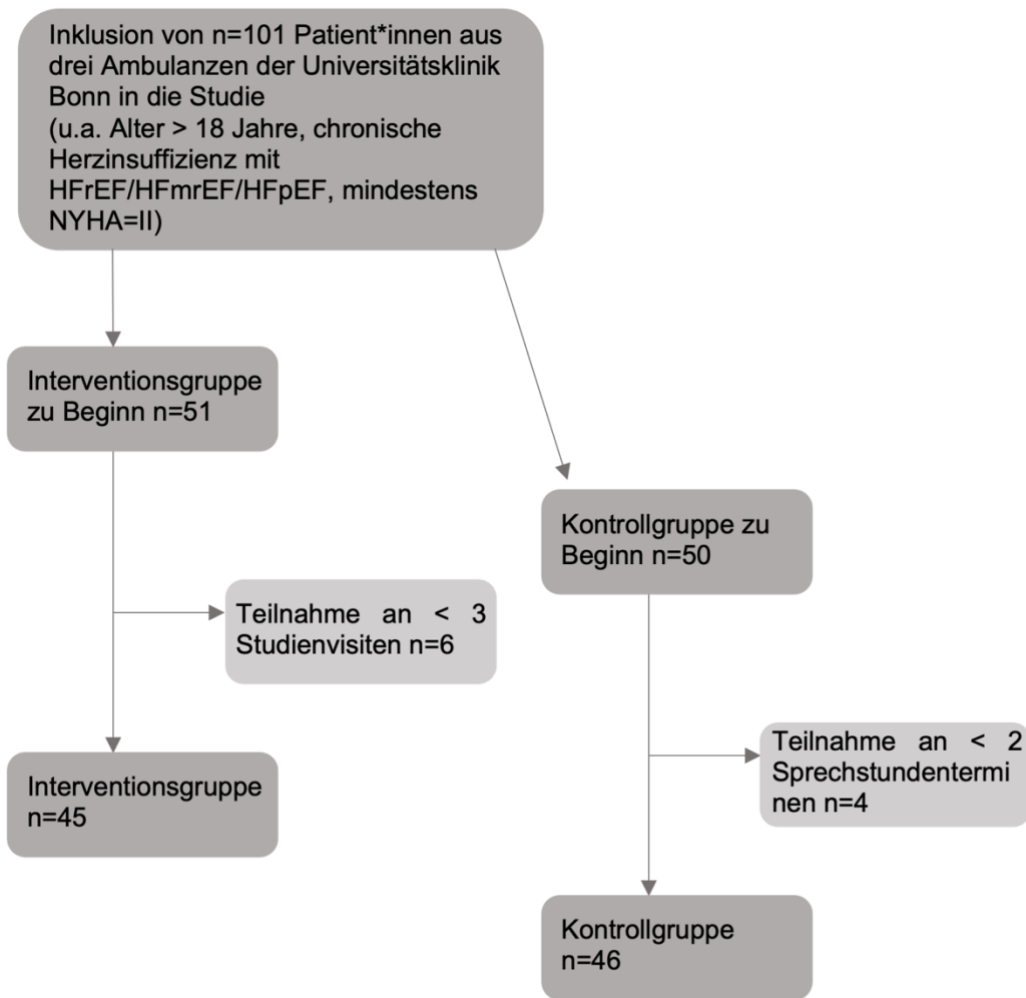 Inklusion von n=101 Patient*innen aus
drei Ambulanzen der Universitätsklinik
Bonn in die Studie
(u.a. Alter > 18 Jahre, chronische
Herzinsuffizienz mit
HFrEF/HFmrEF/HFpEF, mindestens
NYHA=II)
Interventionsgruppe
zu Beginn n=51
Kontrollgruppe zu
Beginn n=50
Teilnahme an < 3
Studienvisiten n=6
Teilnahme an < 2
Sprechstundentermi
nen n=4
Interventionsgruppe
n=45
Kontrollgruppe
n=46